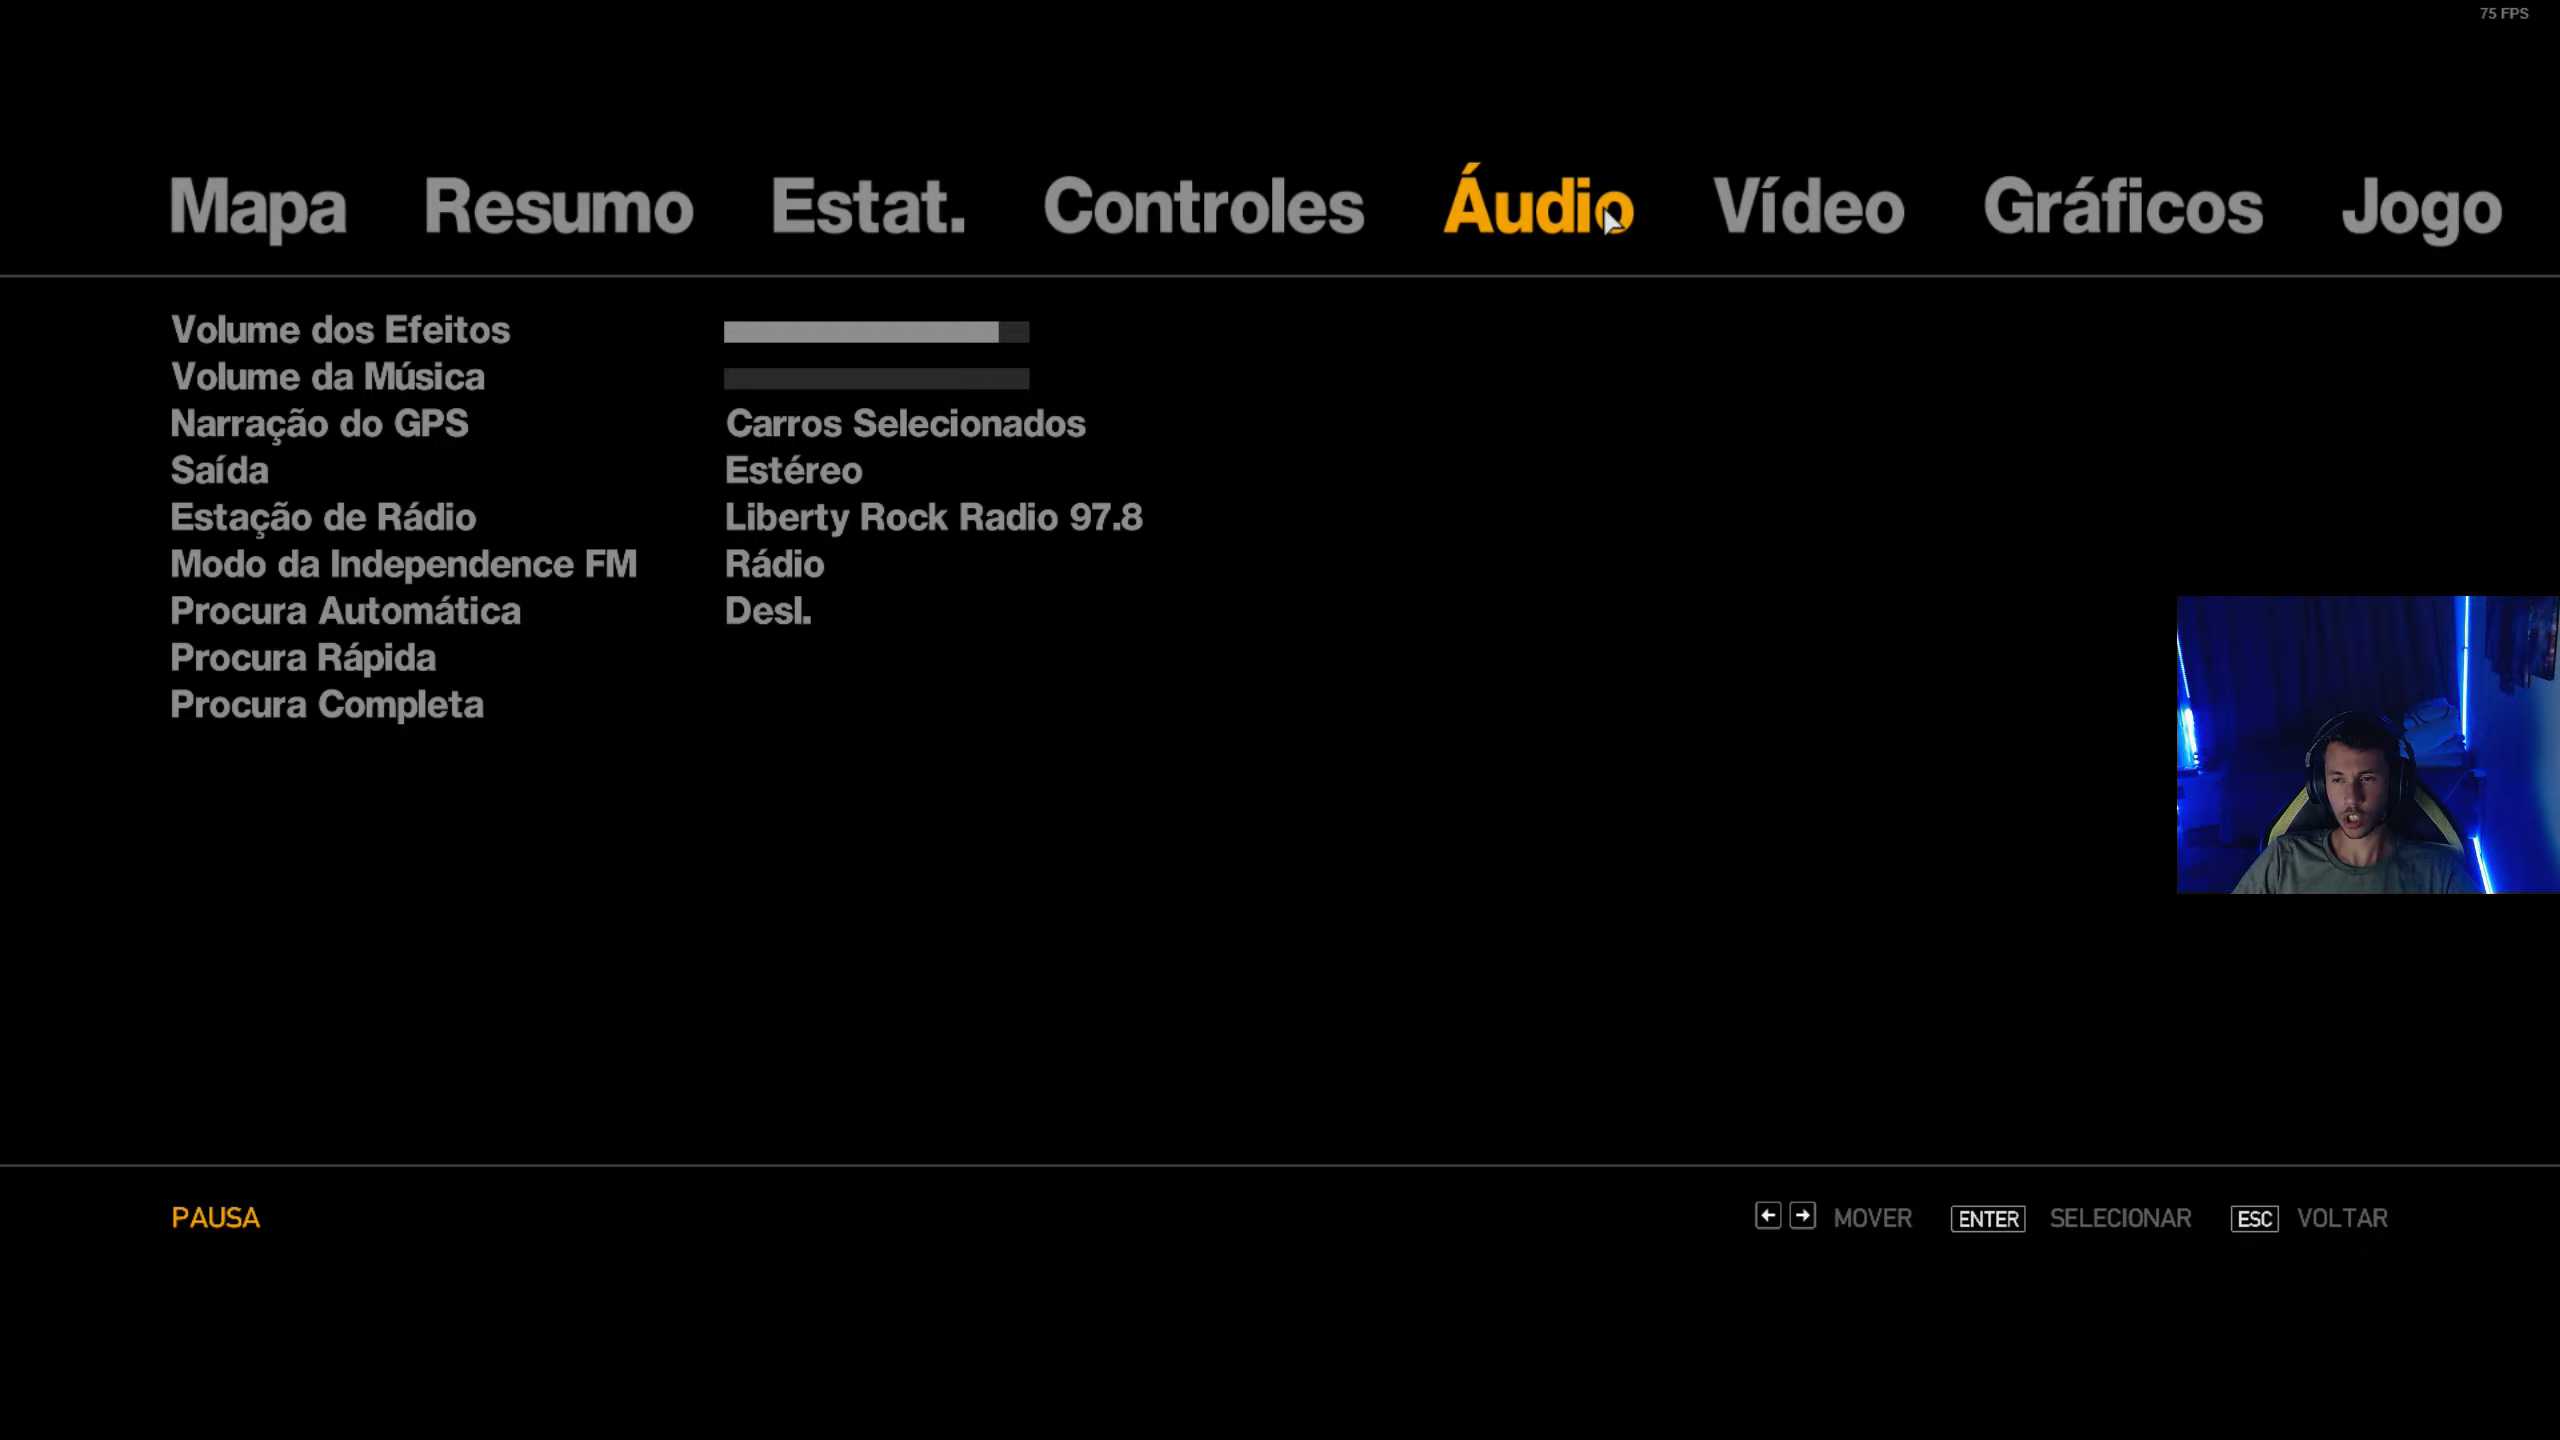 75 FPS
Mapa Resumo Estat. Controles Áudio Vídeo Gráficos Jogo
Volume dos Efeitos
Volume da Música
Narração do GPS Carros Selecionados
Saída Estéreo
Estação de Rádio Liberty Rock Radio 97.8
Modo da Independence FM Rádio
Procura Automática Desl.
Procura Rápida
Procura Completa
PAUSA ← → MOVER ENTER SELECIONAR ESC VOLTAR